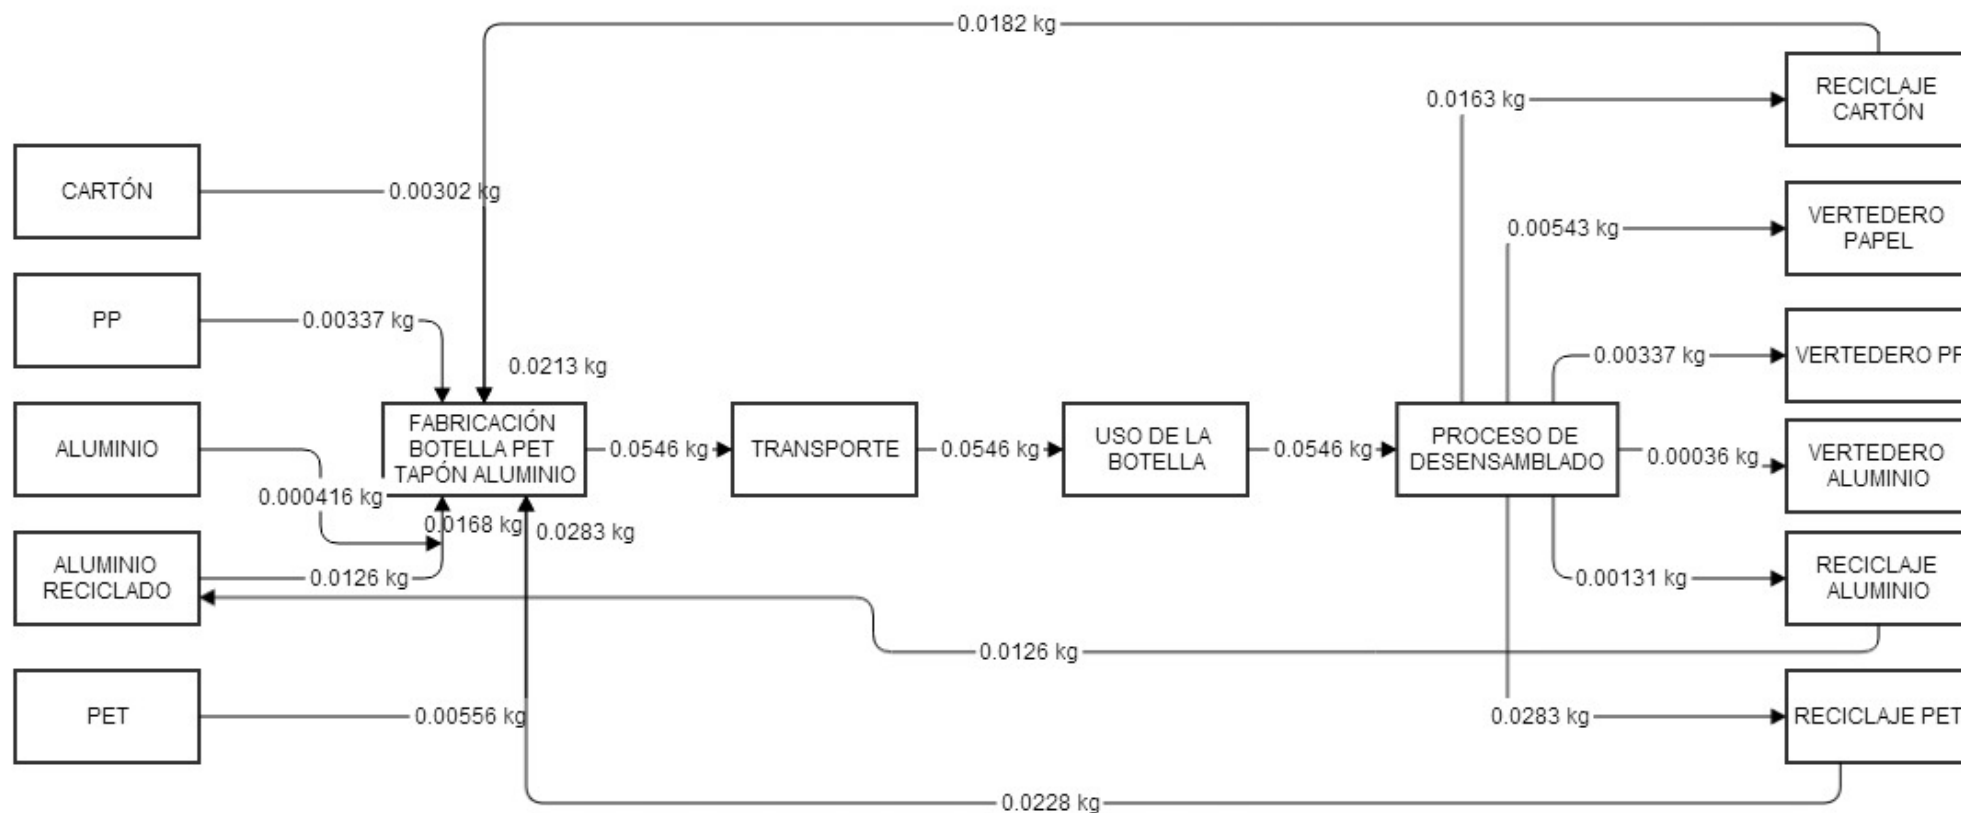 0.0182 kg
RECICLAJE
CARTÓN
0.0163 kg
CARTÓN
0.00302 kg
VERTEDERO
PAPEL
0.00543 kg
PP
0.00337 kg
0.0213 kg
0.00337 kg
VERTEDERO PP
ALUMINIO
FABRICACIÓN
BOTELLA PET
TAPÓN ALUMINIO
0.0546 kg
TRANSPORTE
0.0546 kg
USO DE LA
BOTELLA
0.0546 kg
PROCESO DE
DESENSAMBLADO
0.00036 kg
VERTEDERO
ALUMINIO
0.000416 kg
0.0168 kg
0.0283 kg
ALUMINIO
RECICLADO
0.0126 kg
0.00131 kg
RECICLAJE
ALUMINIO
0.0126 kg
PET
0.00556 kg
0.0283 kg
RECICLAJE PET
0.0228 kg